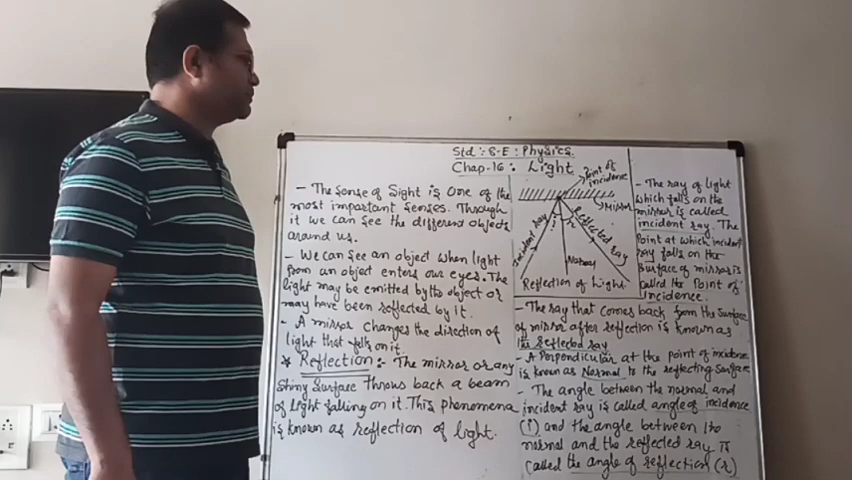 Std : 8-E : Physics
Chap-16 : Light
- The sense of Sight is one of the
most important senses. Through
it we can see the different objects
around us.
- We can see an object when light
from an object enters our eyes. The
light may be emitted by the object or
may have been reflected by it.
- A mirror changes the direction of
light that falls on it.
* Reflection :- The mirror or any
shiny surface throws back a beam
of light falling on it. This phenomena
is known as reflection of light.
Point of
incidence
Mirror
Incident ray
i
r
Reflected ray
Normal
Reflection of Light
- The ray of light
which falls on the
mirror is called
incident ray. The
Point at which incident
ray falls on the
surface of mirror is
called the Point of
incidence.
- The ray that comes back from the surface
of mirror after reflection is known as
the reflected ray
- A Perpendicular at the point of incidence
is known as Normal to the reflecting surface
- The angle between the normal and
incident ray is called angle of incidence
(i) and the angle between the
normal and the reflected ray is
called the angle of reflection (r)